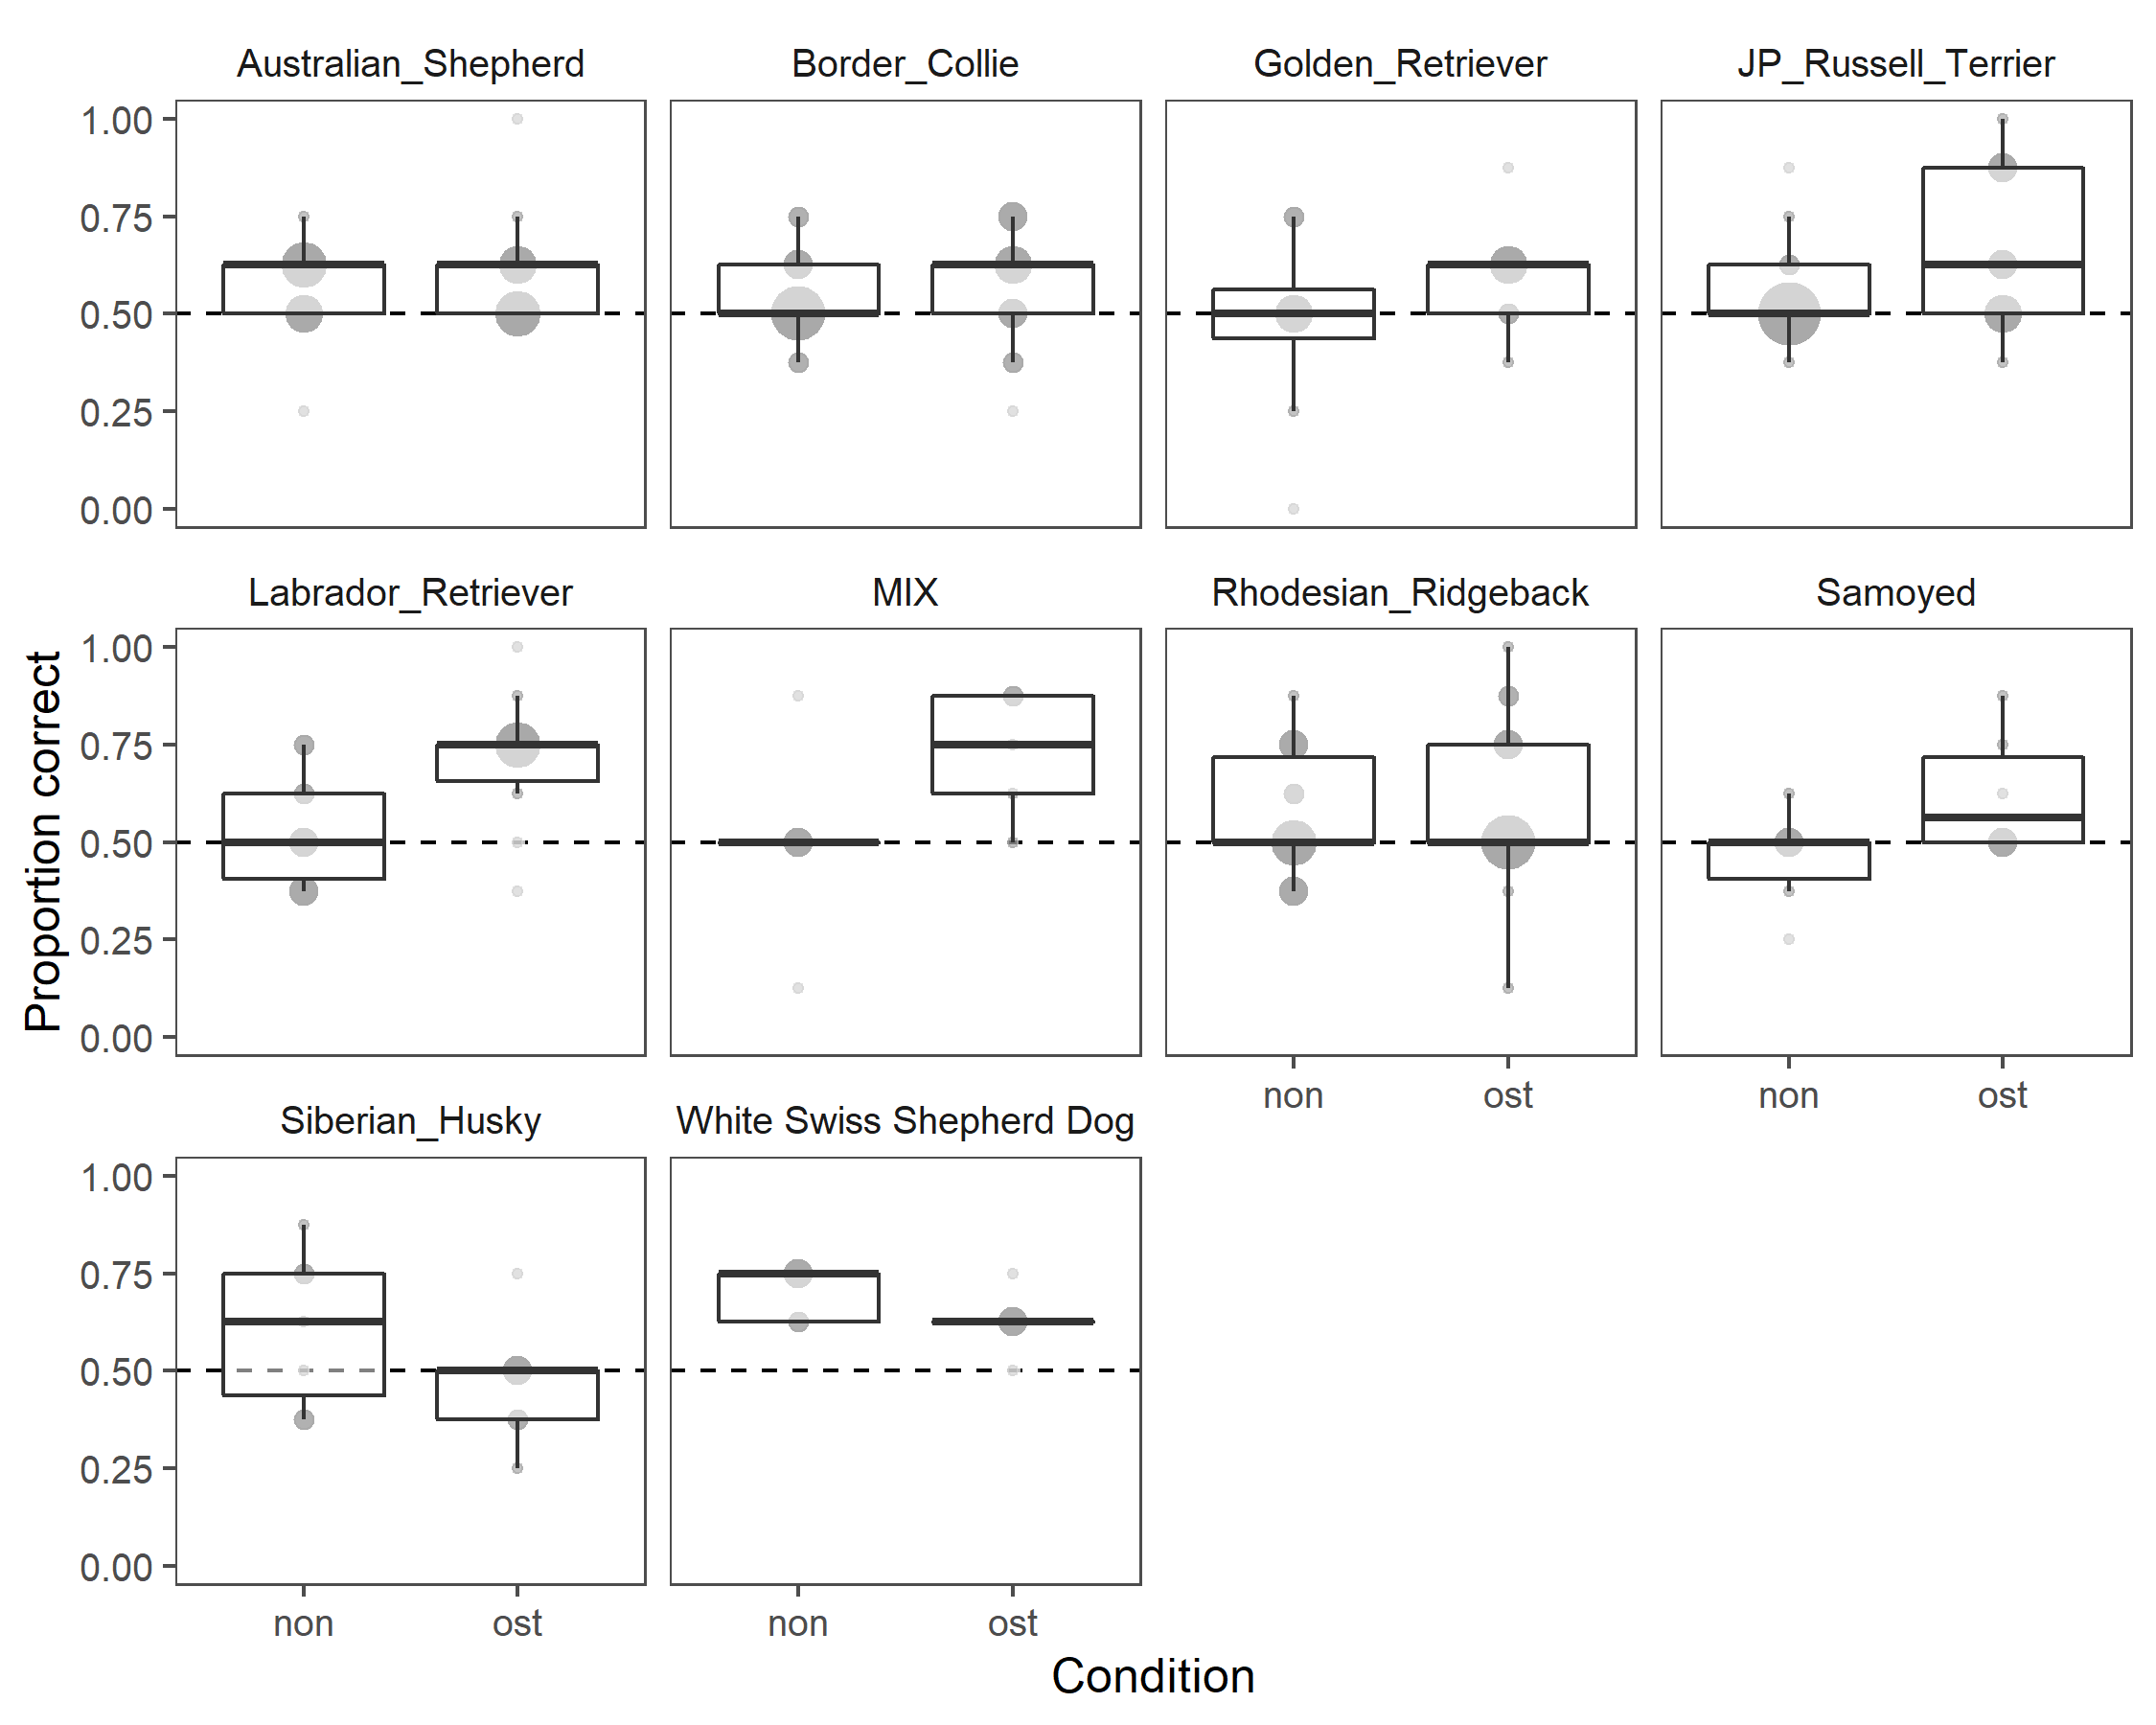 Australian_Shepherd Border_Collie Golden_Retriever JP_Russell_Terrier
1.00
0.75
0.50
0.25
0.00
Labrador_Retriever MIX Rhodesian_Ridgeback Samoyed
1.00
0.75
0.50
0.25
0.00
non ost non ost
Siberian_Husky White Swiss Shepherd Dog
1.00
0.75
0.50
0.25
0.00
non ost non ost
Proportion correct
Condition